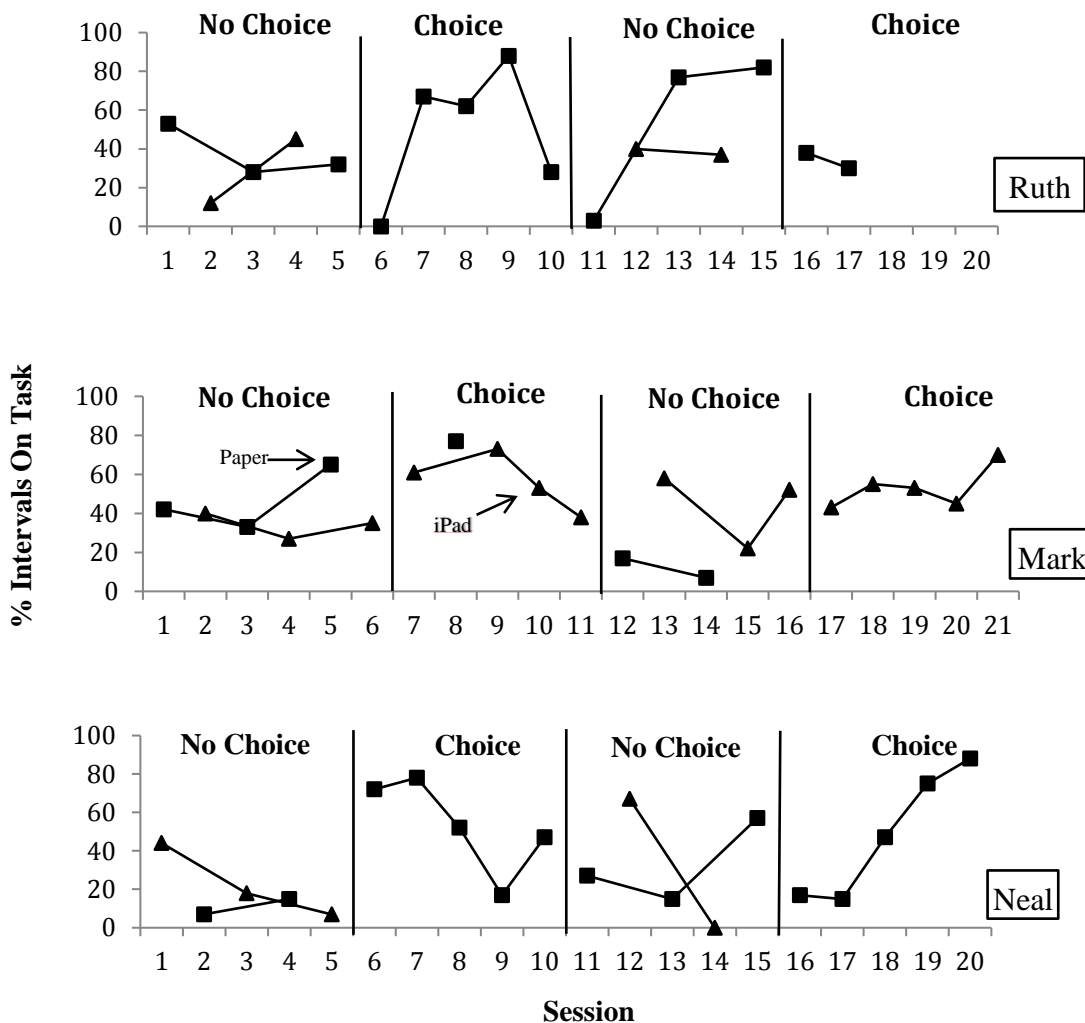 No Choice Choice No Choice Choice
100
80
60
40
20
0
1 2 3 4 5 6 7 8 9 10 11 12 13 14 15 16 17 18 19 20
Ruth
% Intervals On Task
No Choice Choice No Choice Choice
100
80
60
40
20
0
Paper
iPad
1 2 3 4 5 6 7 8 9 10 11 12 13 14 15 16 17 18 19 20 21
Mark
No Choice Choice No Choice Choice
100
80
60
40
20
0
1 2 3 4 5 6 7 8 9 10 11 12 13 14 15 16 17 18 19 20
Neal
Session